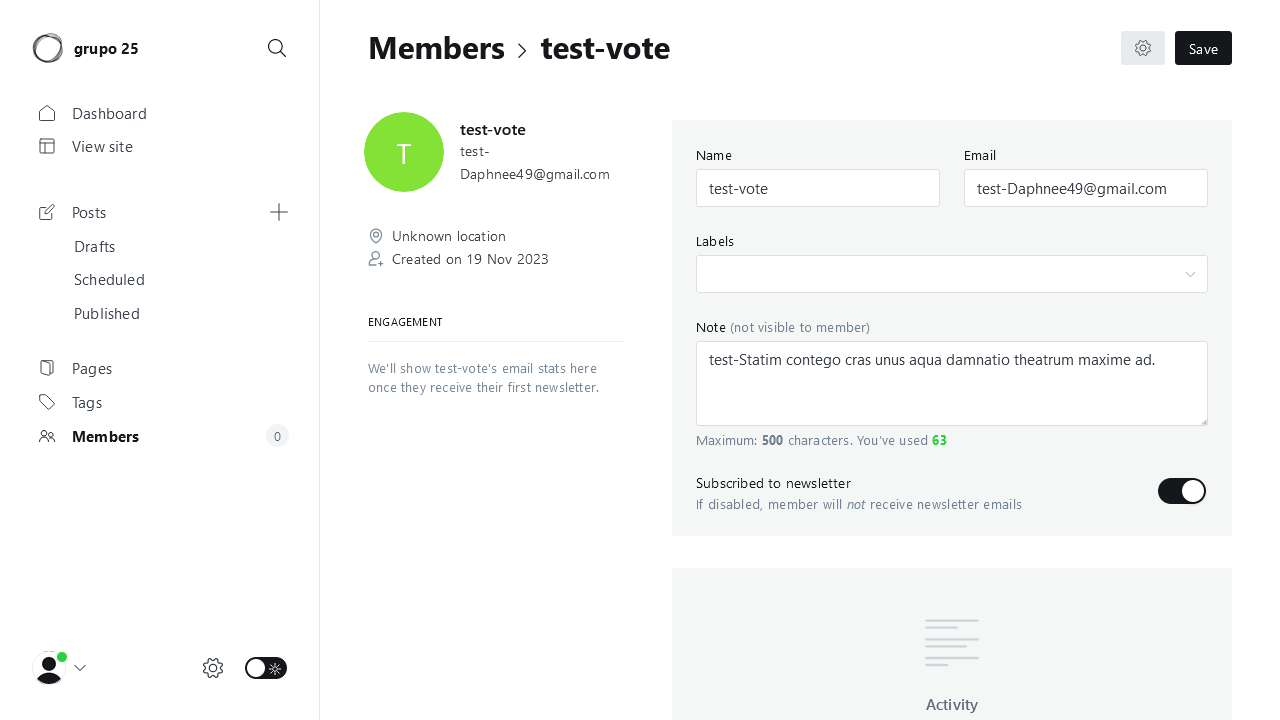 grupo 25
Dashboard
View site
Posts
Drafts
Scheduled
Published
Pages
Tags
Members
0
Members > test-vote
Save
T
test-vote
test-
Daphnee49@gmail.com
Unknown location
Created on 19 Nov 2023
ENGAGEMENT
We'll show test-vote's email stats here
once they receive their first newsletter.
Name
test-vote
Email
test-Daphnee49@gmail.com
Labels
Note (not visible to member)
test-Statim contego cras unus aqua damnatio theatrum maxime ad.
Maximum: 500 characters. You've used 63
Subscribed to newsletter
If disabled, member will not receive newsletter emails
Activity